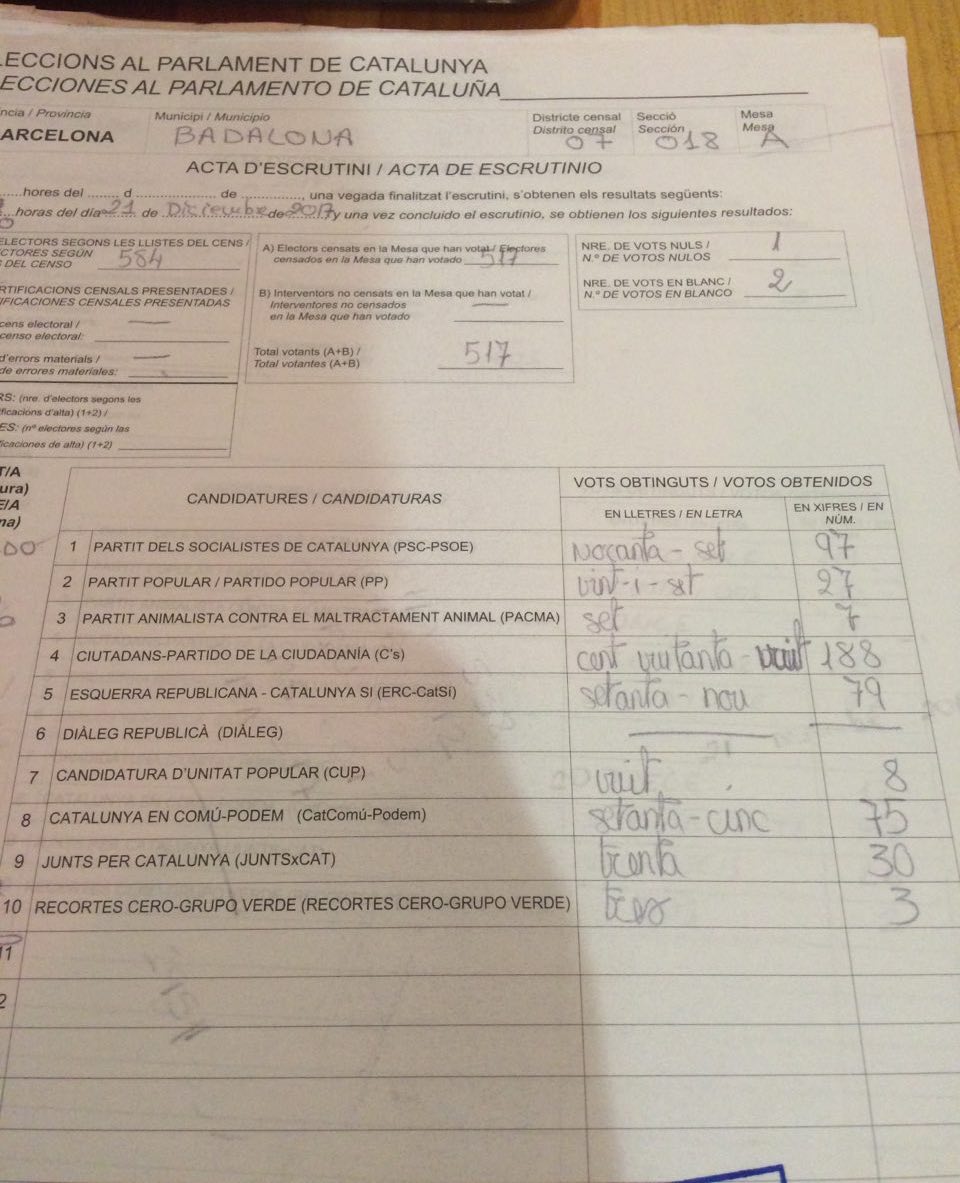 LECCIONS AL PARLAMENT DE CATALUNYA
ECCIONES AL PARLAMENTO DE CATALUÑA
ncia / Provincia
ARCELONA
Municipi / Municipio
BADALONA
Districte censal
Distrito censal
07
Secció
Sección
018
Mesa
Mesa
A
ACTA D'ESCRUTINI / ACTA DE ESCRUTINIO
......hores del ........ d .................... de ............, una vegada finalitzat l'escrutini, s'obtenen els resultats següents:
horas del día 21 de Diciembre de 2017 y una vez concluido el escrutinio, se obtienen los siguientes resultados:
ELECTORS SEGONS LES LLISTES DEL CENS /
CTORES SEGÚN
S DEL CENSO 584
RTIFICACIONS CENSALS PRESENTADES /
IFICACIONES CENSALES PRESENTADAS
cens electoral /
censo electoral: —
d'errors materials /
de errores materiales: —
RS: (nre. d'electors segons les
ficacions d'alta) (1+2) /
ES: (nº electores según las
ficaciones de alta) (1+2)
A) Electors censats en la Mesa que han votat / Electores
censados en la Mesa que han votado 517
B) Interventors no censats en la Mesa que han votat /
Interventores no censados
en la Mesa que han votado —
Total votants (A+B) /
Total votantes (A+B) 517
NRE. DE VOTS NULS /
N.º DE VOTOS NULOS 1
NRE. DE VOTS EN BLANC /
N.º DE VOTOS EN BLANCO 2
T/A
ura)
E/A
na)
CANDIDATURES / CANDIDATURAS
VOTS OBTINGUTS / VOTOS OBTENIDOS
EN LLETRES / EN LETRA
EN XIFRES / EN
NÚM.
1 PARTIT DELS SOCIALISTES DE CATALUNYA (PSC-PSOE) Noranta-set 97
2 PARTIT POPULAR / PARTIDO POPULAR (PP) vint-i-set 27
3 PARTIT ANIMALISTA CONTRA EL MALTRACTAMENT ANIMAL (PACMA) set 7
4 CIUTADANS-PARTIDO DE LA CIUDADANÍA (C's) cent vuitanta-vuit 188
5 ESQUERRA REPUBLICANA - CATALUNYA SI (ERC-CatSí) setanta-nou 79
6 DIÀLEG REPUBLICÀ (DIÀLEG) — —
7 CANDIDATURA D'UNITAT POPULAR (CUP) vuit 8
8 CATALUNYA EN COMÚ-PODEM (CatComú-Podem) setanta-cinc 75
9 JUNTS PER CATALUNYA (JUNTSxCAT) trenta 30
10 RECORTES CERO-GRUPO VERDE (RECORTES CERO-GRUPO VERDE) tres 3
11
2